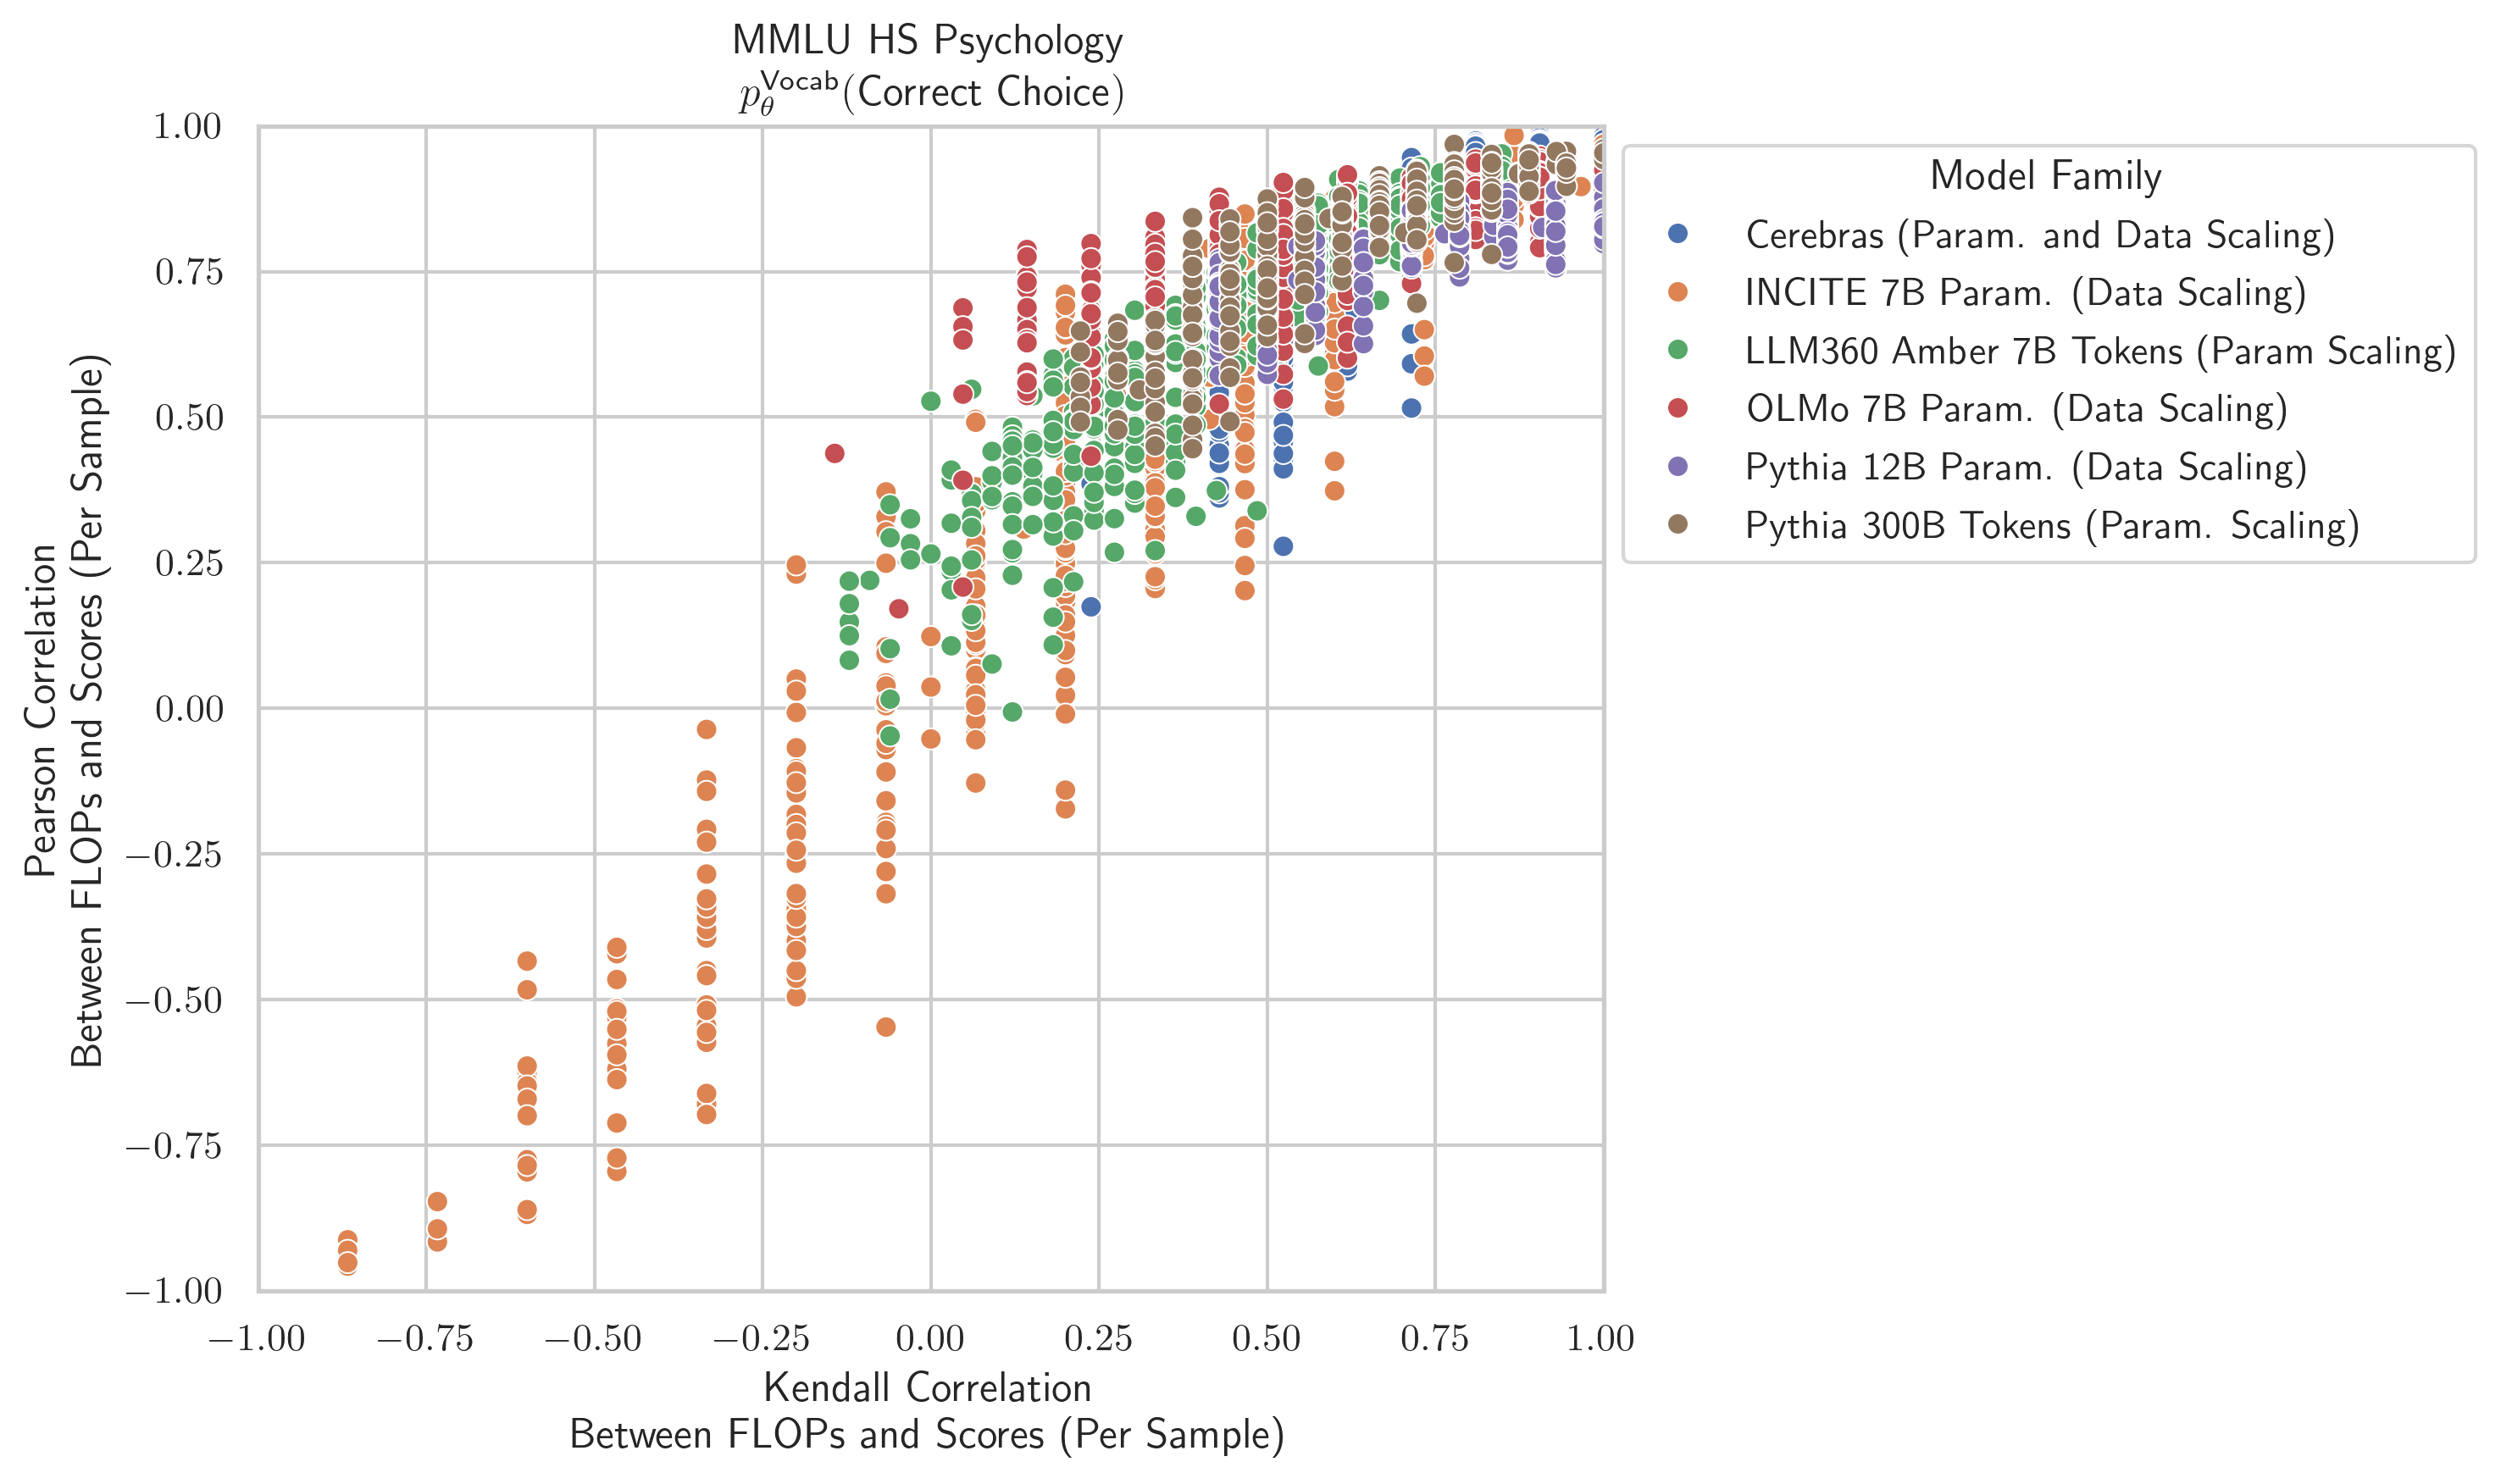 MMLU HS Psychology
p_θ^Vocab(Correct Choice)
1.00
0.75
0.50
0.25
0.00
−0.25
−0.50
−0.75
−1.00
Pearson Correlation
Between FLOPs and Scores (Per Sample)
−1.00 −0.75 −0.50 −0.25 0.00 0.25 0.50 0.75 1.00
Kendall Correlation
Between FLOPs and Scores (Per Sample)
Model Family
Cerebras (Param. and Data Scaling)
INCITE 7B Param. (Data Scaling)
LLM360 Amber 7B Tokens (Param Scaling)
OLMo 7B Param. (Data Scaling)
Pythia 12B Param. (Data Scaling)
Pythia 300B Tokens (Param. Scaling)